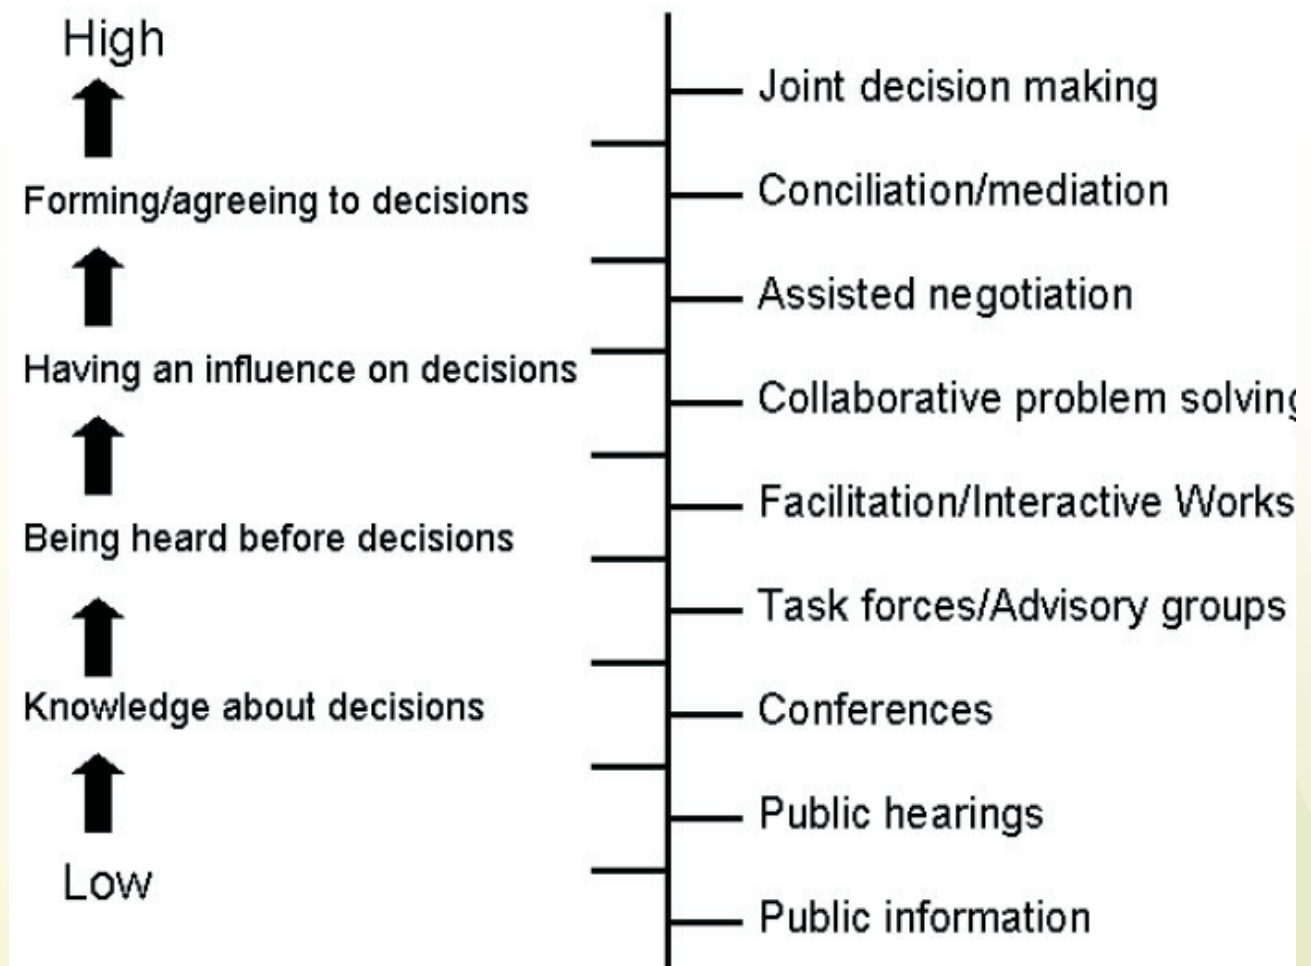 High
Forming/agreeing to decisions
Having an influence on decisions
Being heard before decisions
Knowledge about decisions
Low
Joint decision making
Conciliation/mediation
Assisted negotiation
Collaborative problem solving
Facilitation/Interactive Works
Task forces/Advisory groups
Conferences
Public hearings
Public information